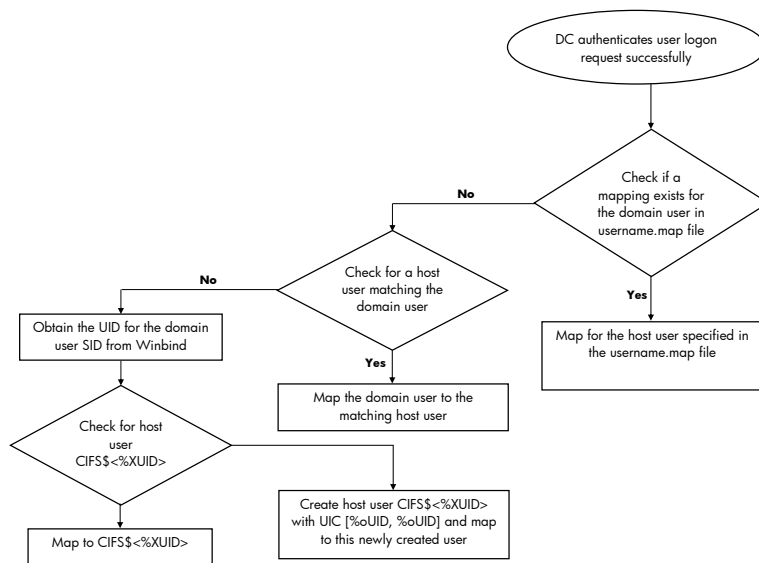 DC authenticates user logon
request successfully
Check if a
mapping exists for
the domain user in
username.map file
No
Yes
Map for the host user specified in
the username.map file
Check for a host
user matching the
domain user
No
Yes
Map the domain user to the
matching host user
Obtain the UID for the domain
user SID from Winbind
Check for host
user
CIFS$<%XUID>
Create host user CIFS$<%XUID>
with UIC [%oUID, %oUID] and map
to this newly created user
Map to CIFS$<%XUID>